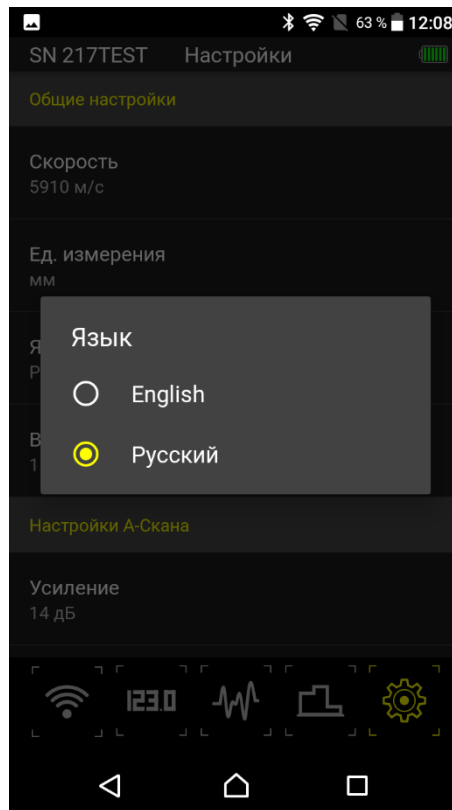 63 % 12:08
SN 217TEST Настройки
Общие настройки
Скорость
5910 м/с
Ед. измерения
мм
Я
Р
Язык
English
Русский
В
1
Настройки А-Скана
Усиление
14 дБ
123.0